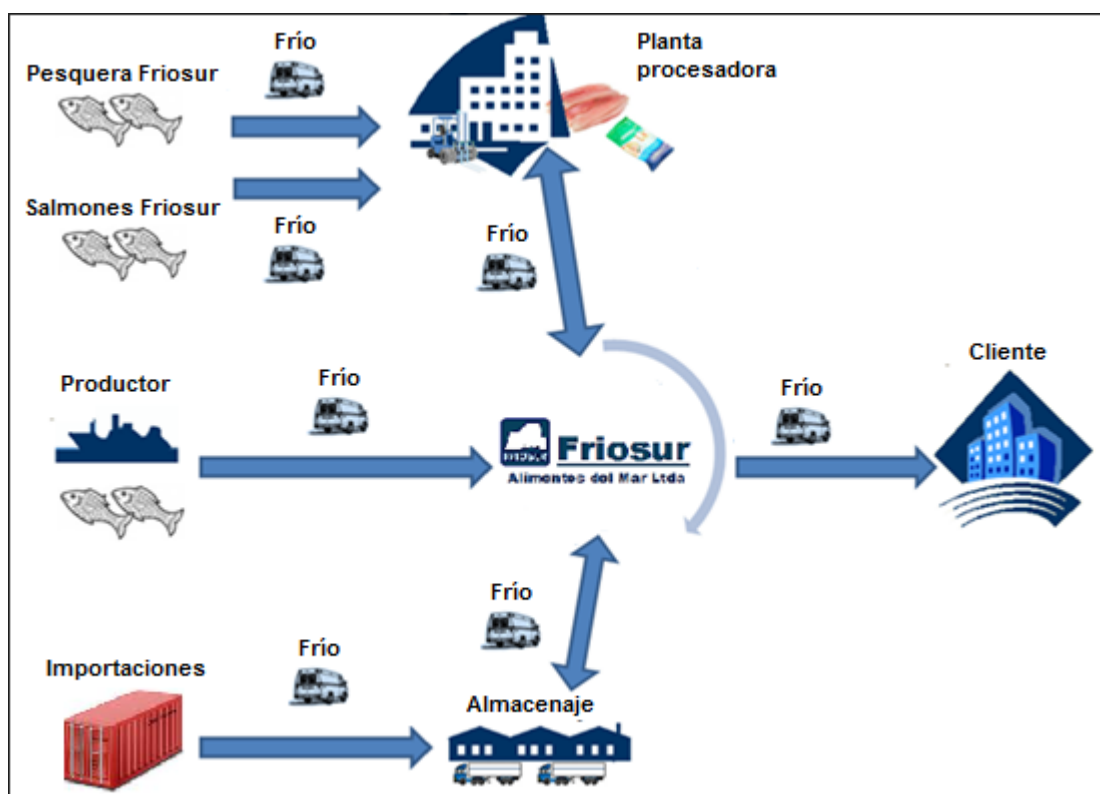 Frío
Planta
procesadora
Pesquera Friosur
Salmones Friosur
Frío
Frío
Cliente
Productor
Frío
Frío
Friosur
Alimentos del Mar Ltda
Frío
Importaciones
Frío
Almacenaje